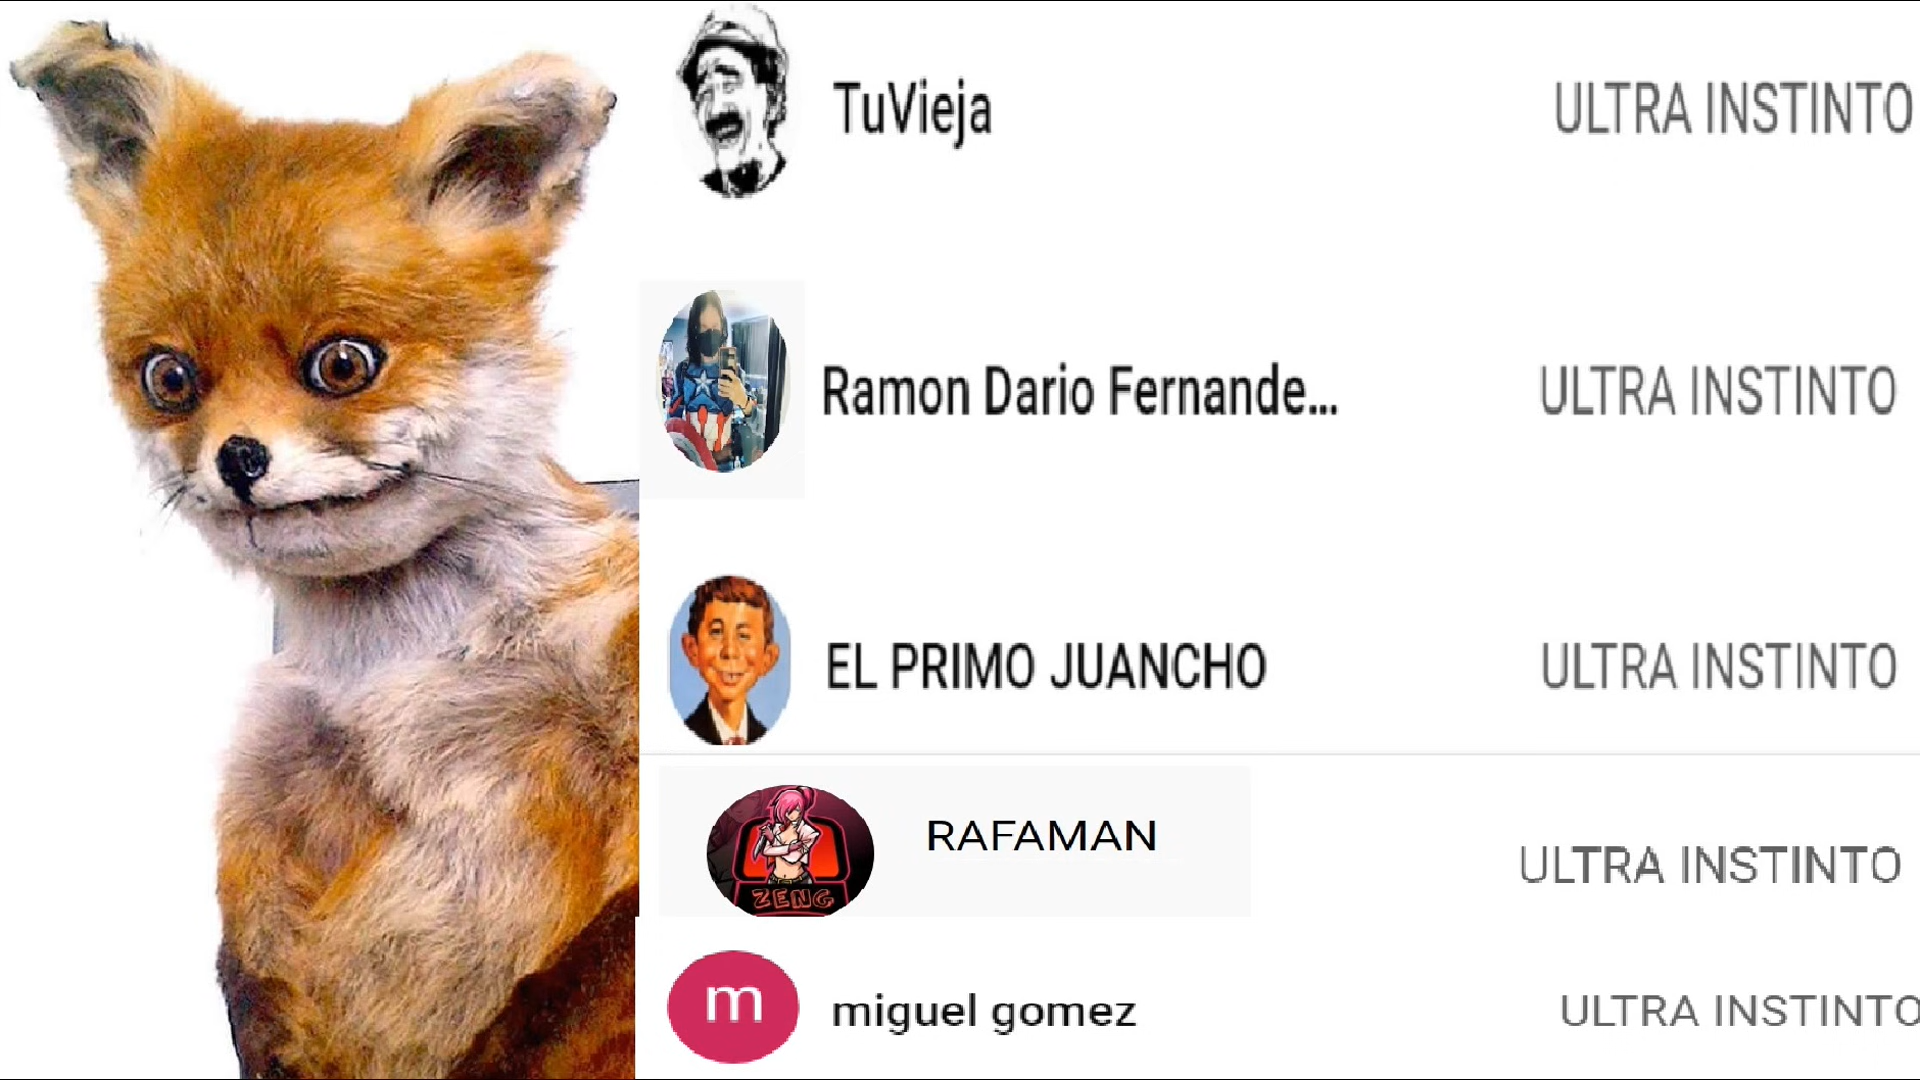 TuVieja ULTRA INSTINTO
Ramon Dario Fernande... ULTRA INSTINTO
EL PRIMO JUANCHO ULTRA INSTINTO
RAFAMAN ULTRA INSTINTO
ZENG
m miguel gomez ULTRA INSTINTO